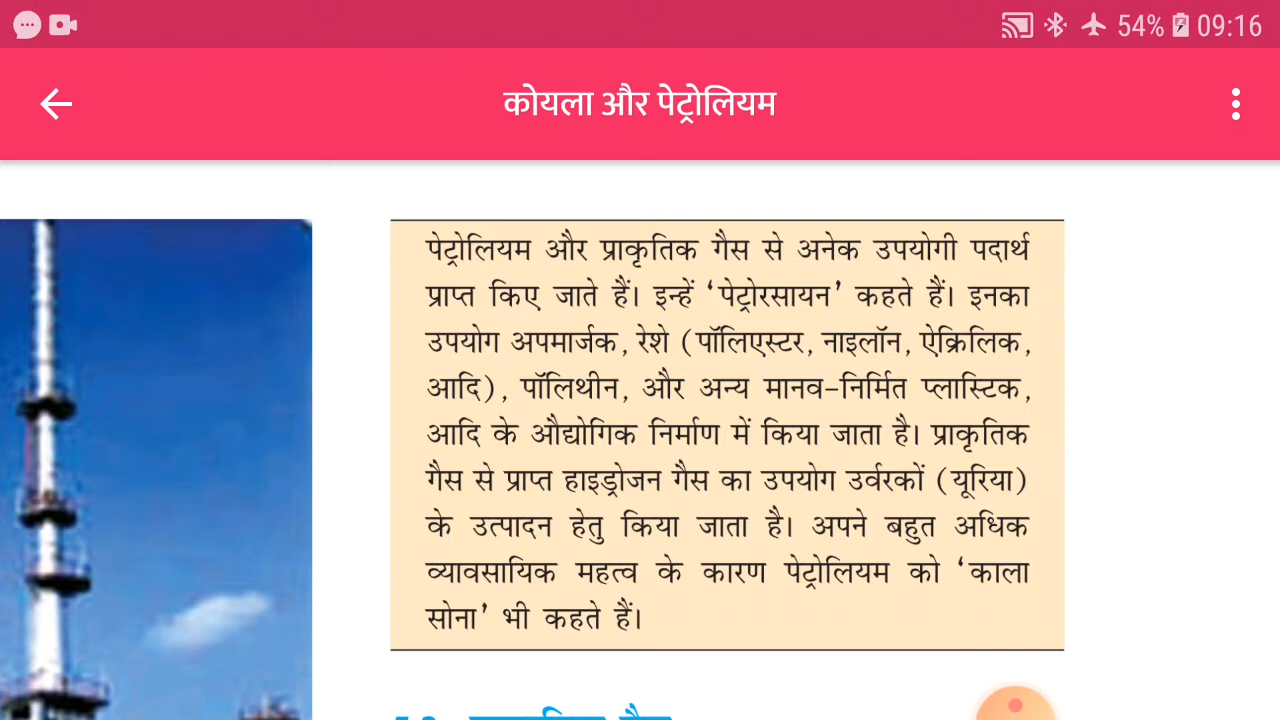 54% 09:16
कोयला और पेट्रोलियम
पेट्रोलियम और प्राकृतिक गैस से अनेक उपयोगी पदार्थ
प्राप्त किए जाते हैं। इन्हें ‘पेट्रोरसायन’ कहते हैं। इनका
उपयोग अपमार्जक, रेशे (पॉलिएस्टर, नाइलॉन, ऐक्रिलिक,
आदि), पॉलिथीन, और अन्य मानव-निर्मित प्लास्टिक,
आदि के औद्योगिक निर्माण में किया जाता है। प्राकृतिक
गैस से प्राप्त हाइड्रोजन गैस का उपयोग उर्वरकों (यूरिया)
के उत्पादन हेतु किया जाता है। अपने बहुत अधिक
व्यावसायिक महत्व के कारण पेट्रोलियम को ‘काला
सोना’ भी कहते हैं।